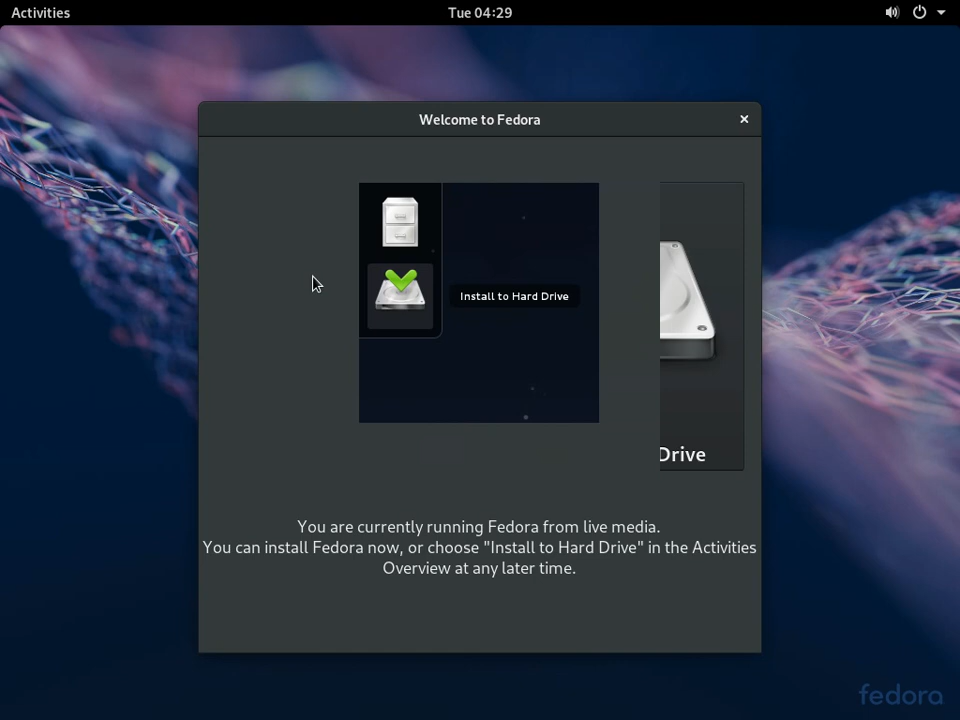 Activities
Tue 04:29
Welcome to Fedora
Install to Hard Drive
Drive
You are currently running Fedora from live media.
You can install Fedora now, or choose "Install to Hard Drive" in the Activities
Overview at any later time.
fedora